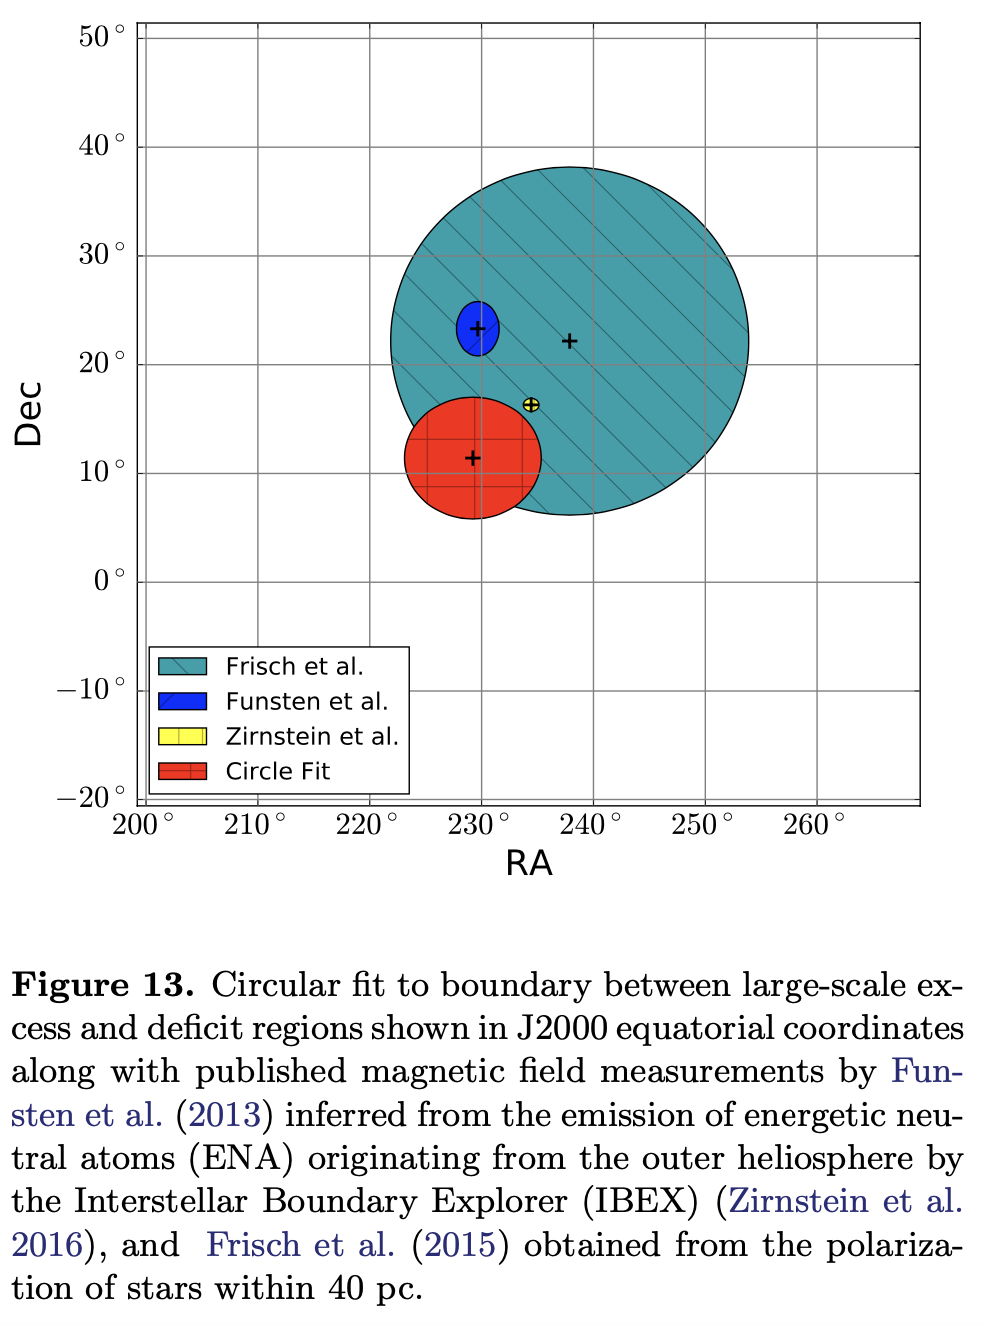 50°
40°
30°
20°
10°
0°
−10°
−20°
Dec
Frisch et al.
Funsten et al.
Zirnstein et al.
Circle Fit
200° 210° 220° 230° 240° 250° 260°
RA
Figure 13. Circular fit to boundary between large-scale ex-
cess and deficit regions shown in J2000 equatorial coordinates
along with published magnetic field measurements by Fun-
sten et al. (2013) inferred from the emission of energetic neu-
tral atoms (ENA) originating from the outer heliosphere by
the Interstellar Boundary Explorer (IBEX) (Zirnstein et al.
2016), and Frisch et al. (2015) obtained from the polariza-
tion of stars within 40 pc.